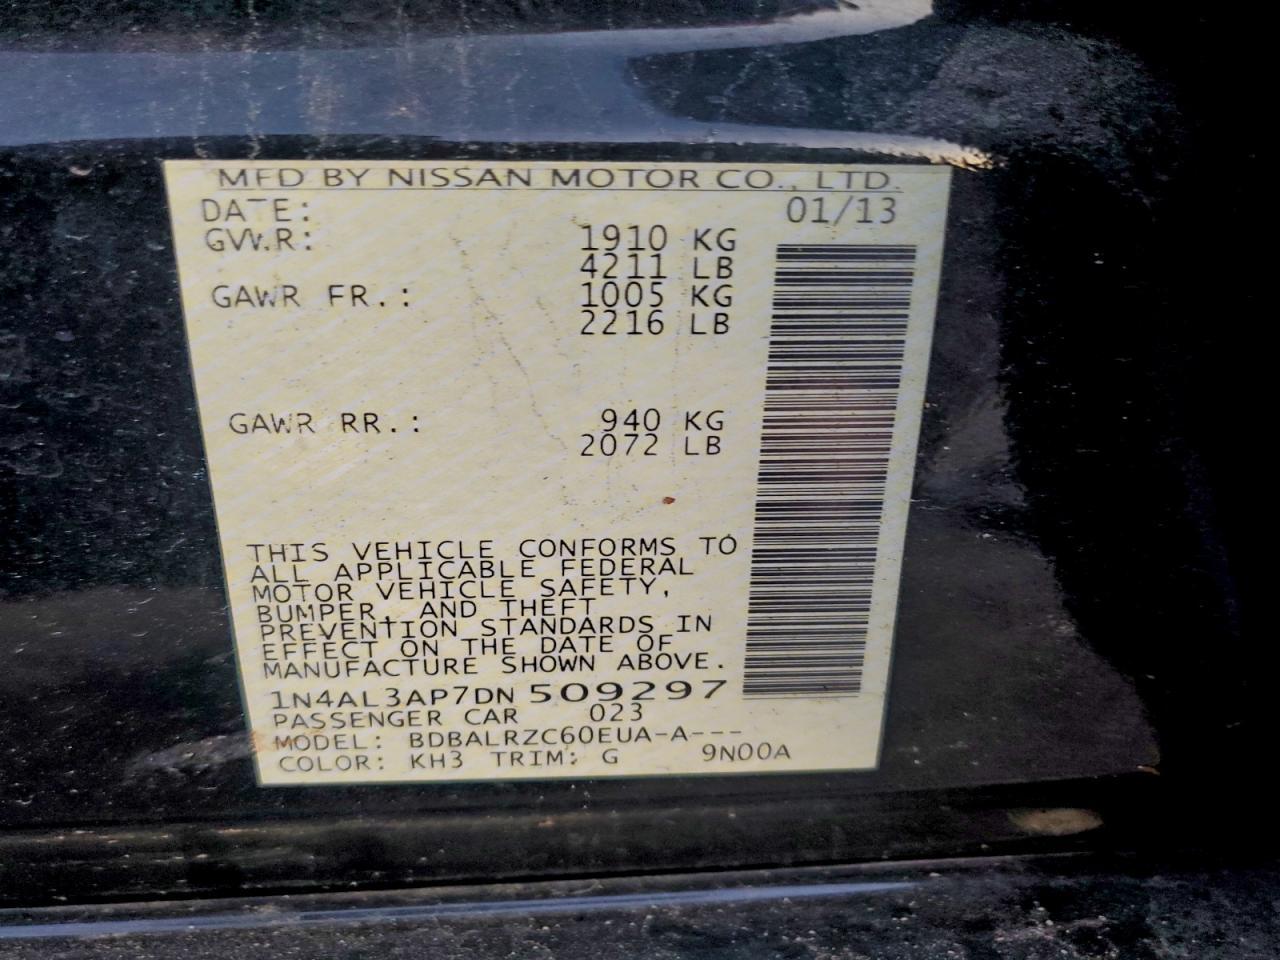 MFD BY NISSAN MOTOR CO., LTD.
DATE: 01/13
GVWR: 1910 KG
4211 LB
GAWR FR.: 1005 KG
2216 LB
GAWR RR.: 940 KG
2072 LB
THIS VEHICLE CONFORMS TO
ALL APPLICABLE FEDERAL
MOTOR VEHICLE SAFETY,
BUMPER, AND THEFT
PREVENTION STANDARDS IN
EFFECT ON THE DATE OF
MANUFACTURE SHOWN ABOVE.
1N4AL3AP7DN509297
PASSENGER CAR 023
MODEL: BDBALRZC60EUA-A---
COLOR: KH3 TRIM: G 9N00A